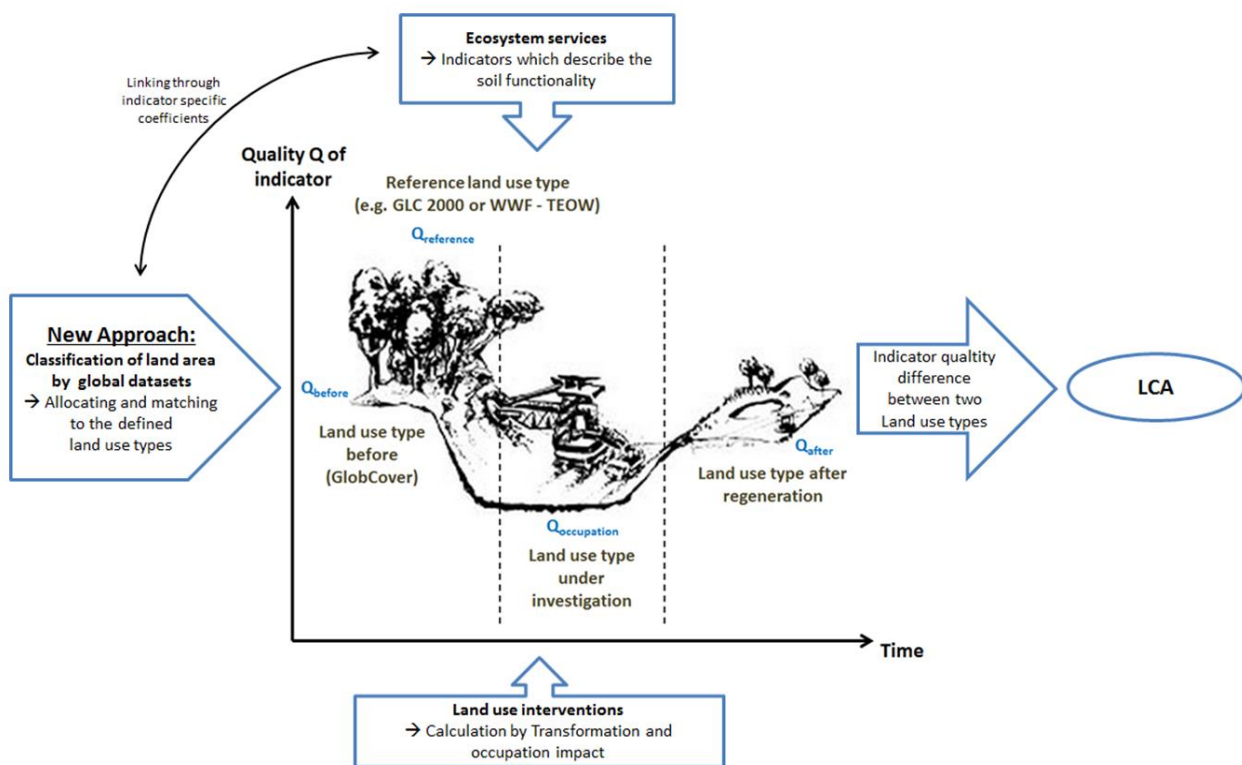 Ecosystem services
→ Indicators which describe the
soil functionality
Linking through
indicator specific
coefficients
Quality Q of
indicator
Reference land use type
(e.g. GLC 2000 or WWF - TEOW)
Qreference
New Approach:
Classification of land area
by global datasets
→ Allocating and matching
to the defined
land use types
Qbefore
Land use type
before
(GlobCover)
Qoccupation
Land use type
under
investigation
Qafter
Land use type after
regeneration
Indicator qualtity
difference
between two
Land use types
LCA
Time
Land use interventions
→ Calculation by Transformation and
occupation impact